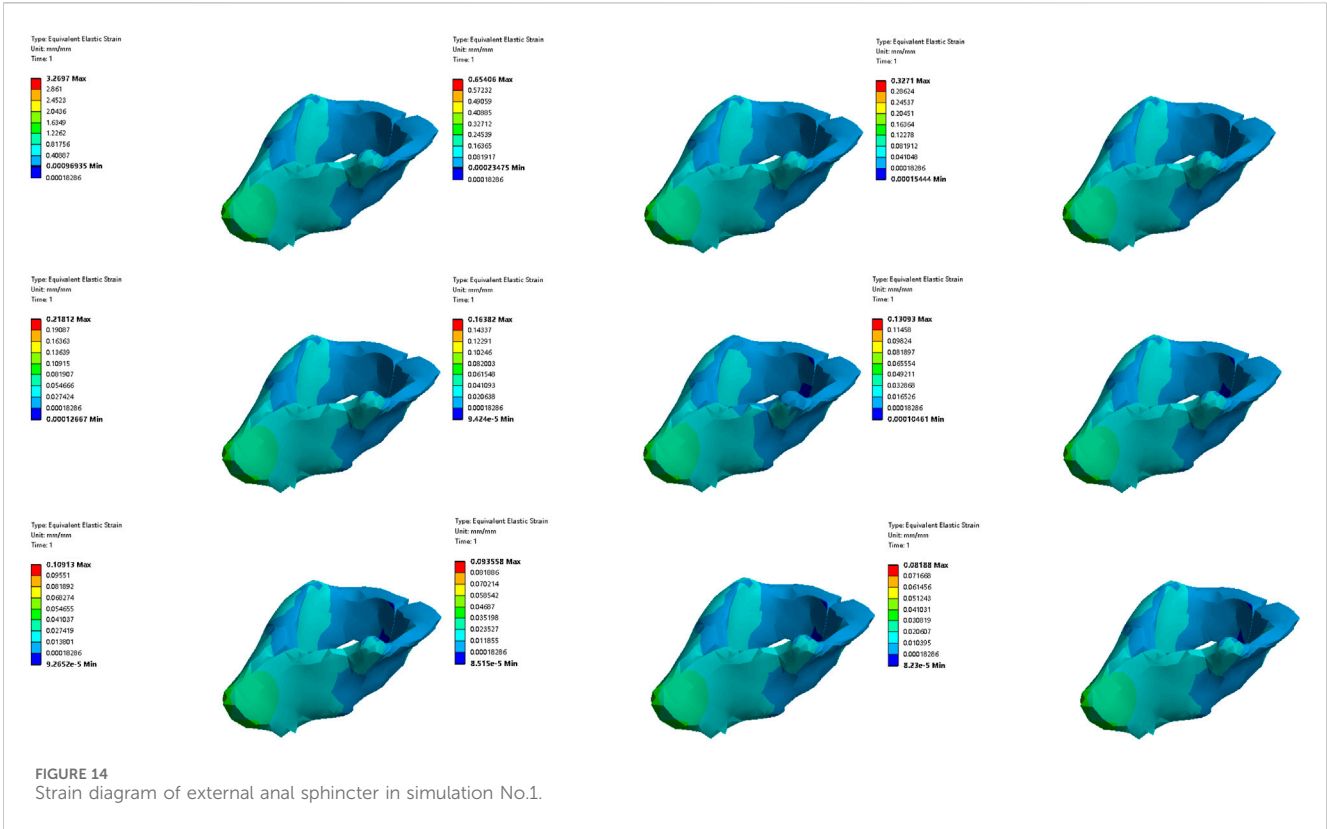 Type: Equivalent Elastic Strain
Unit: mm/mm
Time: 1
3.2697 Max
2.861
2.4523
2.0436
1.6349
1.2262
0.81756
0.40887
0.00096935 Min
0.00018286
Type: Equivalent Elastic Strain
Unit: mm/mm
Time: 1
0.65406 Max
0.57232
0.49059
0.40885
0.32712
0.24539
0.16365
0.081917
0.00023475 Min
0.00018286
Type: Equivalent Elastic Strain
Unit: mm/mm
Time: 1
0.3271 Max
0.28624
0.24537
0.20451
0.16364
0.12278
0.081912
0.041048
0.00018286
0.00015444 Min
Type: Equivalent Elastic Strain
Unit: mm/mm
Time: 1
0.21812 Max
0.19087
0.16363
0.13639
0.10915
0.081907
0.054666
0.027424
0.00018286
0.00012667 Min
Type: Equivalent Elastic Strain
Unit: mm/mm
Time: 1
0.16382 Max
0.14337
0.12291
0.10246
0.082003
0.061548
0.041093
0.020638
0.00018286
9.424e-5 Min
Type: Equivalent Elastic Strain
Unit: mm/mm
Time: 1
0.13093 Max
0.11458
0.09824
0.081897
0.065554
0.049211
0.032868
0.016526
0.00018286
0.00010461 Min
Type: Equivalent Elastic Strain
Unit: mm/mm
Time: 1
0.10913 Max
0.09551
0.081892
0.068274
0.054655
0.041037
0.027419
0.013801
0.00018286
9.2652e-5 Min
Type: Equivalent Elastic Strain
Unit: mm/mm
Time: 1
0.093558 Max
0.081886
0.070214
0.058542
0.04687
0.035198
0.023527
0.011855
0.00018286
8.515e-5 Min
Type: Equivalent Elastic Strain
Unit: mm/mm
Time: 1
0.08188 Max
0.071668
0.061456
0.051243
0.041031
0.030819
0.020607
0.010395
0.00018286
8.23e-5 Min
FIGURE 14
Strain diagram of external anal sphincter in simulation No.1.